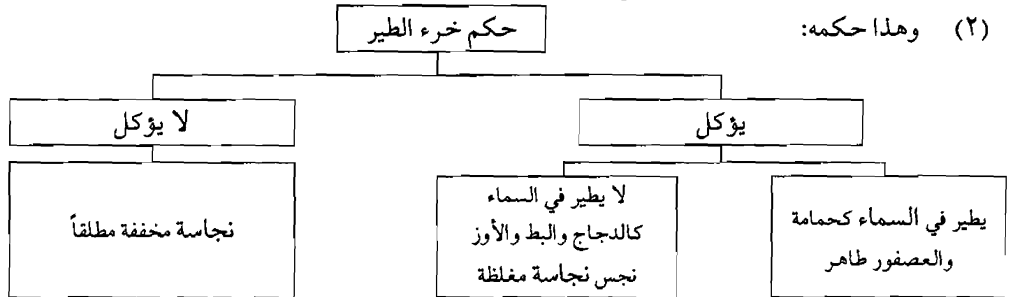 (٢) وهذا حكمه:
حكم خرء الطير
يؤكل
لا يؤكل
يطير في السماء كحمامة
والعصفور طاهر
لا يطير في السماء
كالدجاج والبط والأوز
نجس نجاسة مغلظة
نجاسة مخففة مطلقاً